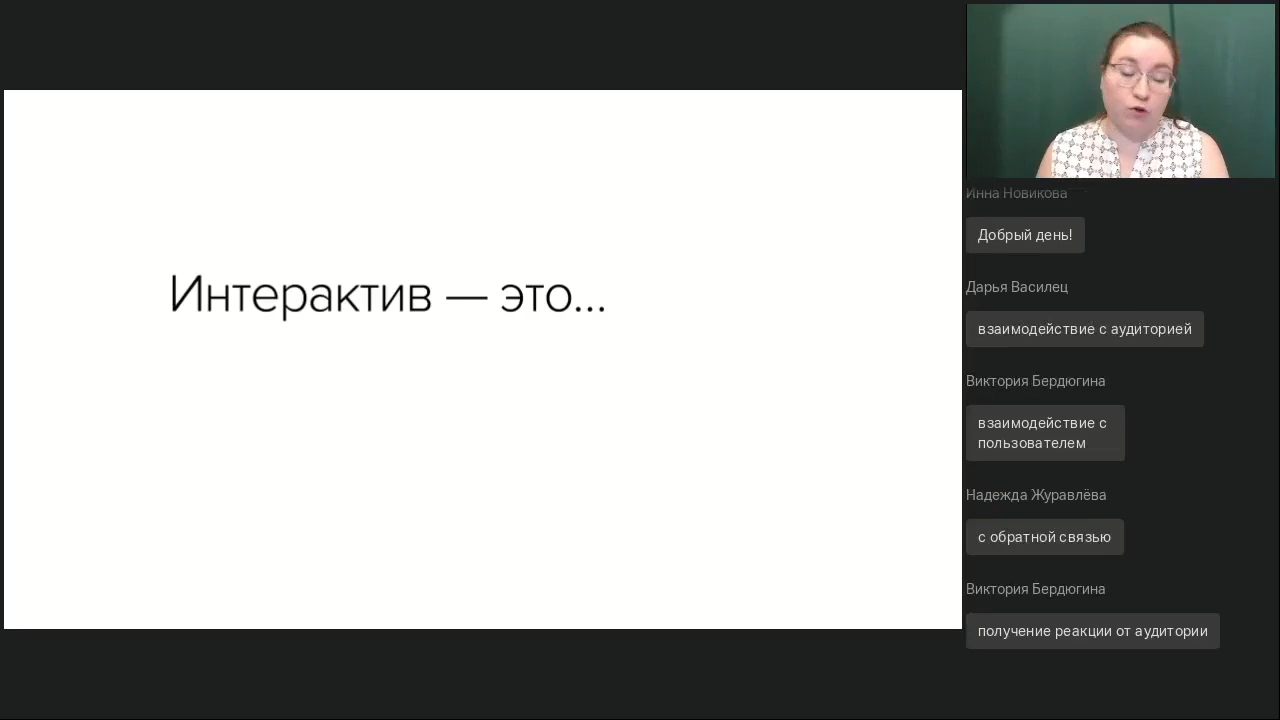 Интерактив — это...
Инна Новикова
Добрый день!
Дарья Василец
взаимодействие с аудиторией
Виктория Бердюгина
взаимодействие с
пользователем
Надежда Журавлёва
с обратной связью
Виктория Бердюгина
получение реакции от аудитории